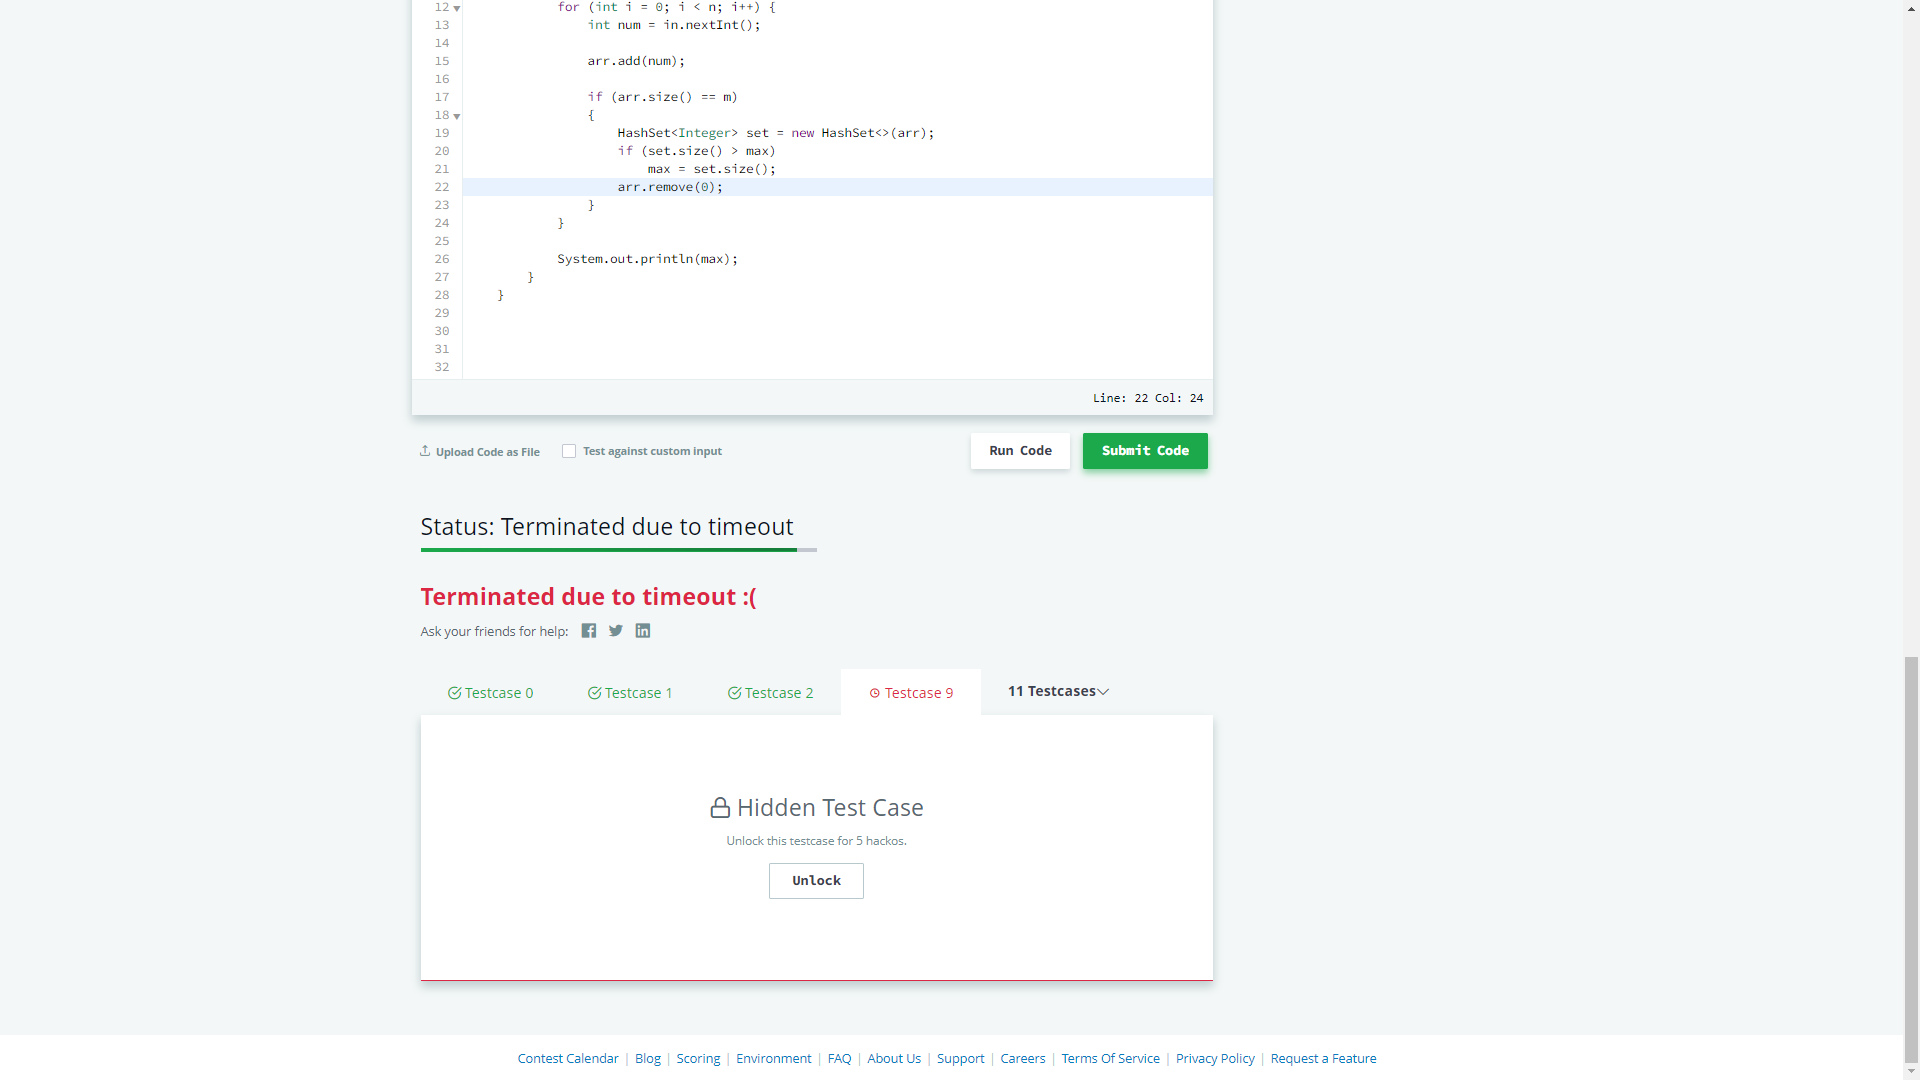 12 for (int i = 0; i < n; i++) {
13 int num = in.nextInt();
14
15 arr.add(num);
16
17 if (arr.size() == m)
18 {
19 HashSet<Integer> set = new HashSet<>(arr);
20 if (set.size() > max)
21 max = set.size();
22 arr.remove(0);
23 }
24 }
25
26 System.out.println(max);
27 }
28 }
29
30
31
32
Line: 22 Col: 24
Upload Code as File Test against custom input Run Code Submit Code
Status: Terminated due to timeout
Terminated due to timeout :(
Ask your friends for help:
Testcase 0 Testcase 1 Testcase 2 Testcase 9 11 Testcases
Hidden Test Case
Unlock this testcase for 5 hackos.
Unlock
Contest Calendar | Blog | Scoring | Environment | FAQ | About Us | Support | Careers | Terms Of Service | Privacy Policy | Request a Feature